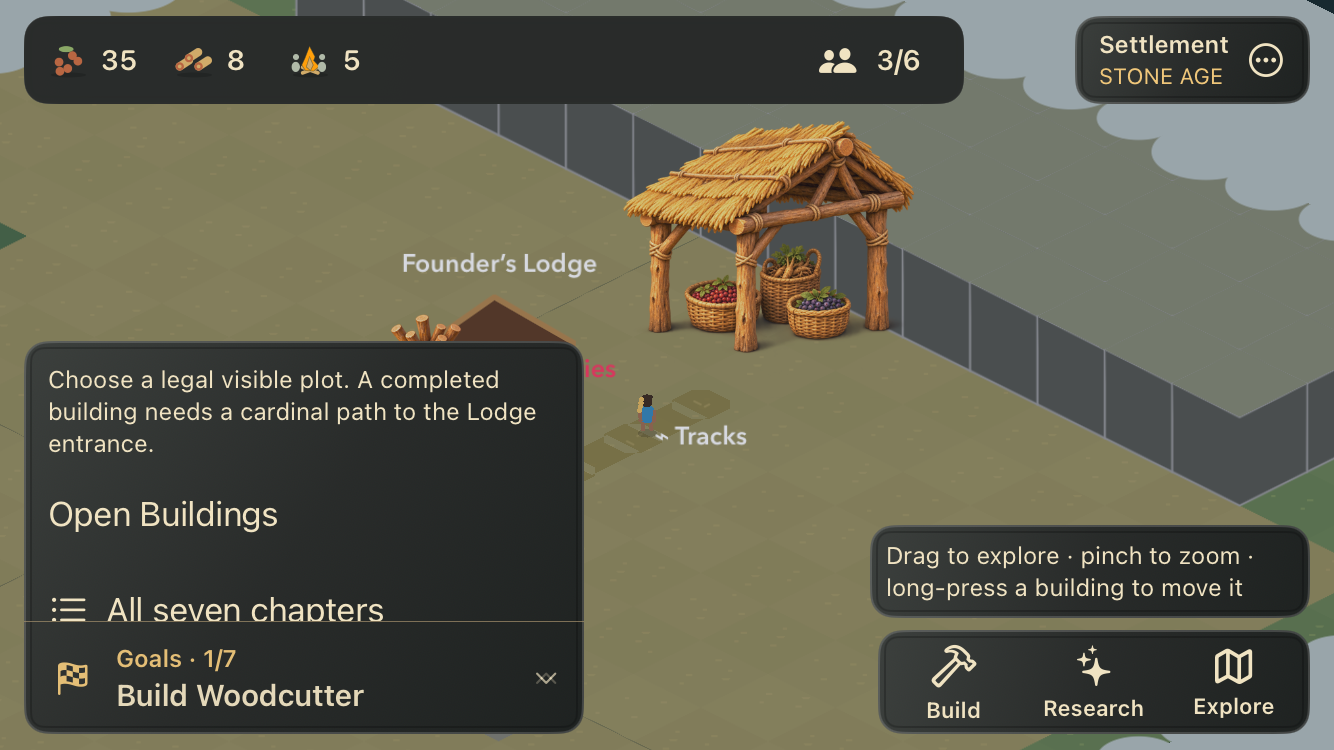 35
8
5
3/6
Settlement
STONE AGE
Founder’s Lodge
Tracks
Choose a legal visible plot. A completed
building needs a cardinal path to the Lodge
entrance.
Open Buildings
All seven chapters
Goals · 1/7
Build Woodcutter
Drag to explore · pinch to zoom ·
long-press a building to move it
Build
Research
Explore